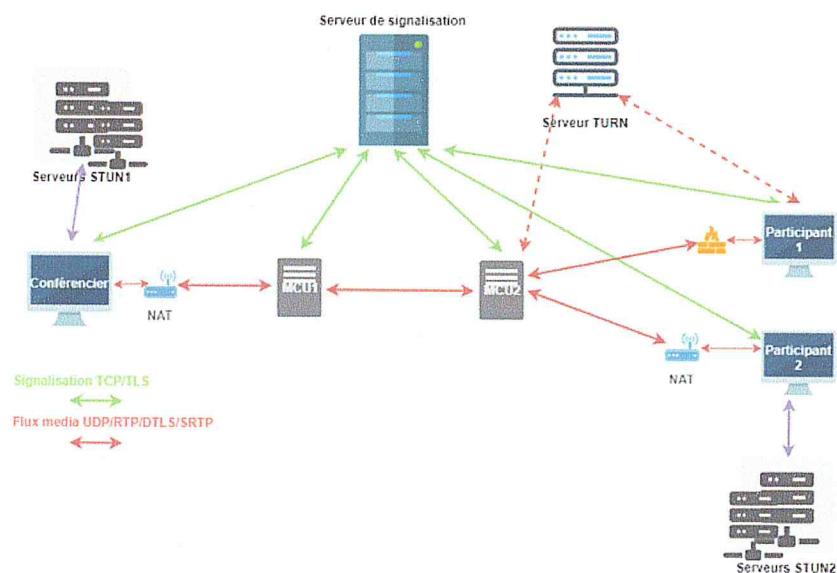 Serveur de signalisation
Serveur TURN
Serveurs STUN1
Conférencier
NAT
MCU1
MCU2
Participant
1
Participant
2
NAT
Signalisation TCP/TLS
Flux media UDP/RTP/DTLS/SRTP
Serveurs STUN2